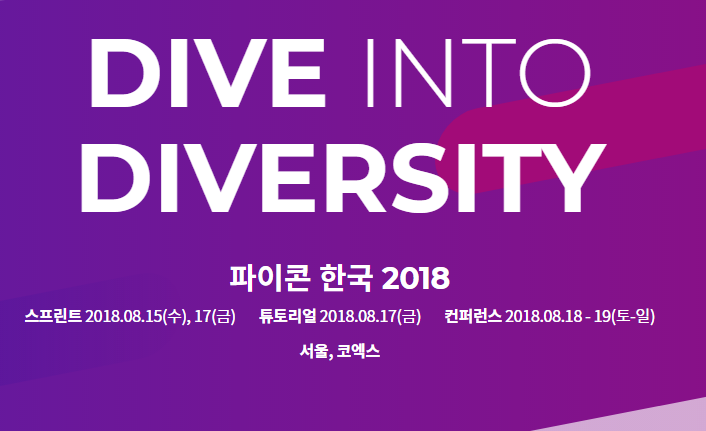 DIVE INTO
DIVERSITY
파이콘 한국 2018
스프린트 2018.08.15(수), 17(금) 튜토리얼 2018.08.17(금) 컨퍼런스 2018.08.18 - 19(토-일)
서울, 코엑스